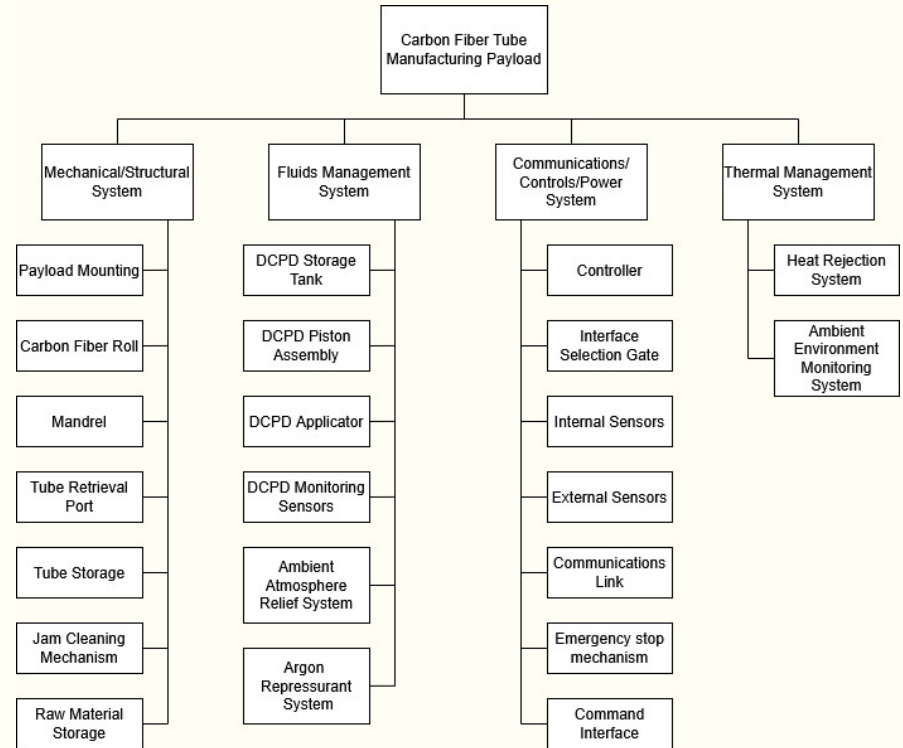 Carbon Fiber Tube
Manufacturing Payload
Mechanical/Structural
System
Fluids Management
System
Communications/
Controls/Power
System
Thermal Management
System
Payload Mounting
Carbon Fiber Roll
Mandrel
Tube Retrieval
Port
Tube Storage
Jam Cleaning
Mechanism
Raw Material
Storage
DCPD Storage
Tank
DCPD Piston
Assembly
DCPD Applicator
DCPD Monitoring
Sensors
Ambient
Atmosphere
Relief System
Argon
Repressurant
System
Controller
Interface
Selection Gate
Internal Sensors
External Sensors
Communications
Link
Emergency stop
mechanism
Command
Interface
Heat Rejection
System
Ambient
Environment
Monitoring
System